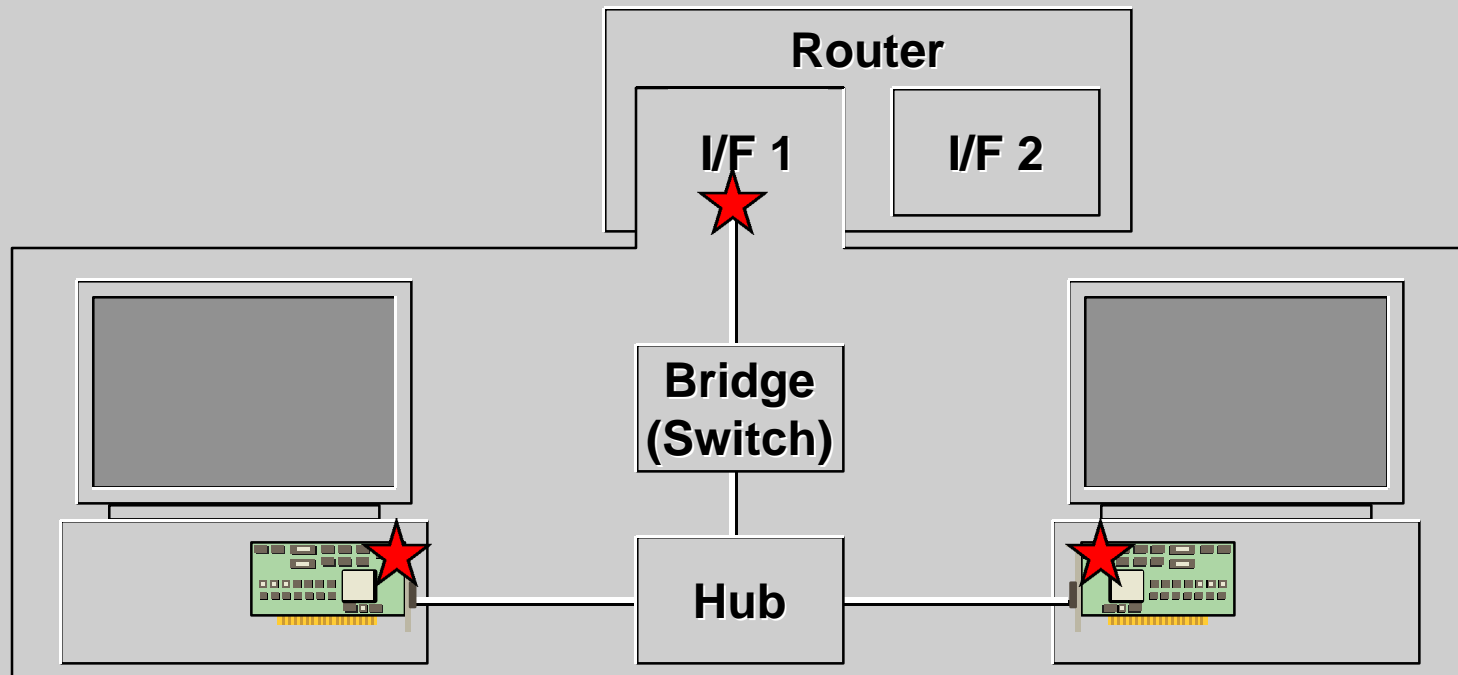 Router
I/F 1
I/F 2
Bridge
(Switch)
Hub